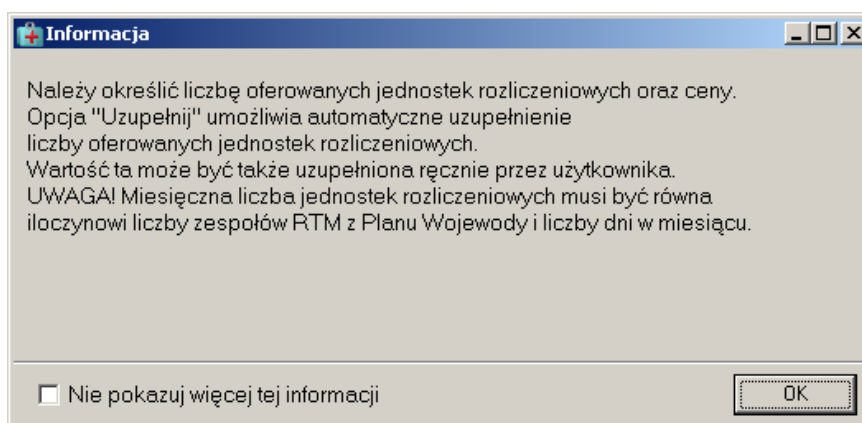 Informacja
Należy określić liczbę oferowanych jednostek rozliczeniowych oraz ceny.
Opcja "Uzupełnij" umożliwia automatyczne uzupełnienie
liczby oferowanych jednostek rozliczeniowych.
Wartość ta może być także uzupełniona ręcznie przez użytkownika.
UWAGA! Miesięczna liczba jednostek rozliczeniowych musi być równa
iloczynowi liczby zespołów RTM z Planu Wojewody i liczby dni w miesiącu.
Nie pokazuj więcej tej informacji
OK